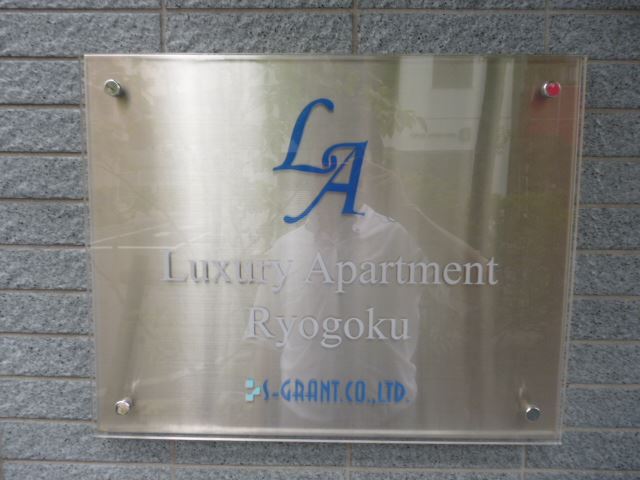 LA
Luxury Apartment
Ryogoku
S-GRANT.CO.,LTD.